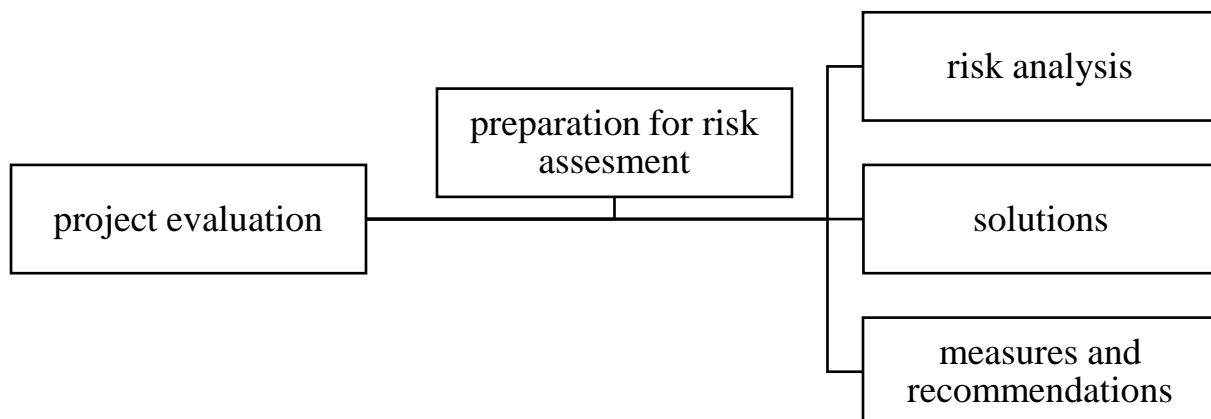 project evaluation
preparation for risk
assesment
risk analysis
solutions
measures and
recommendations